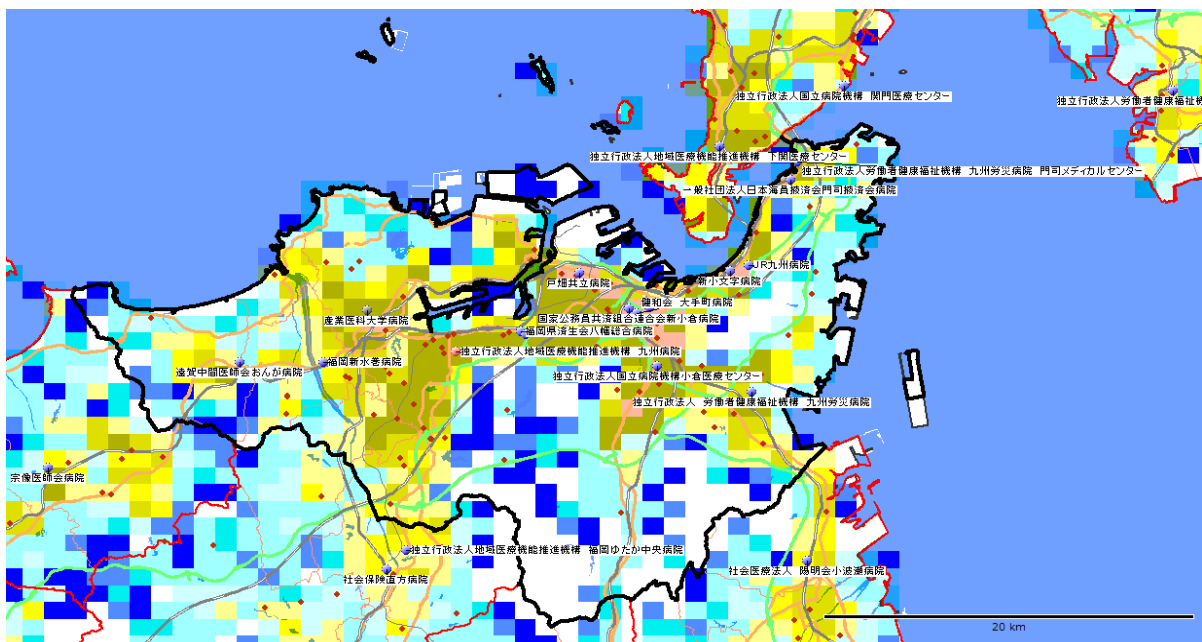 独立行政法人国立病院機構 関門医療センター
独立行政法人労働者健康福祉機
独立行政法人地域医療機能推進機構 下関医療センター
独立行政法人労働者健康福祉機構 九州労災病院 門司メディカルセンター
一般社団法人日本海員掖済会門司掖済会病院
JR九州病院
戸畑共立病院
新小文字病院
健和会 大手町病院
産業医科大学病院
国家公務員共済組合連合会新小倉病院
福岡県済生会八幡総合病院
独立行政法人地域医療機能推進機構 九州病院
福岡新水巻病院
遠賀中間医師会おんが病院
独立行政法人国立病院機構小倉医療センター
独立行政法人 労働者健康福祉機構 九州労災病院
宗像医師会病院
独立行政法人地域医療機能推進機構 福岡ゆたか中央病院
社会保険直方病院
社会医療法人 陽明会小波瀬病院
20 km